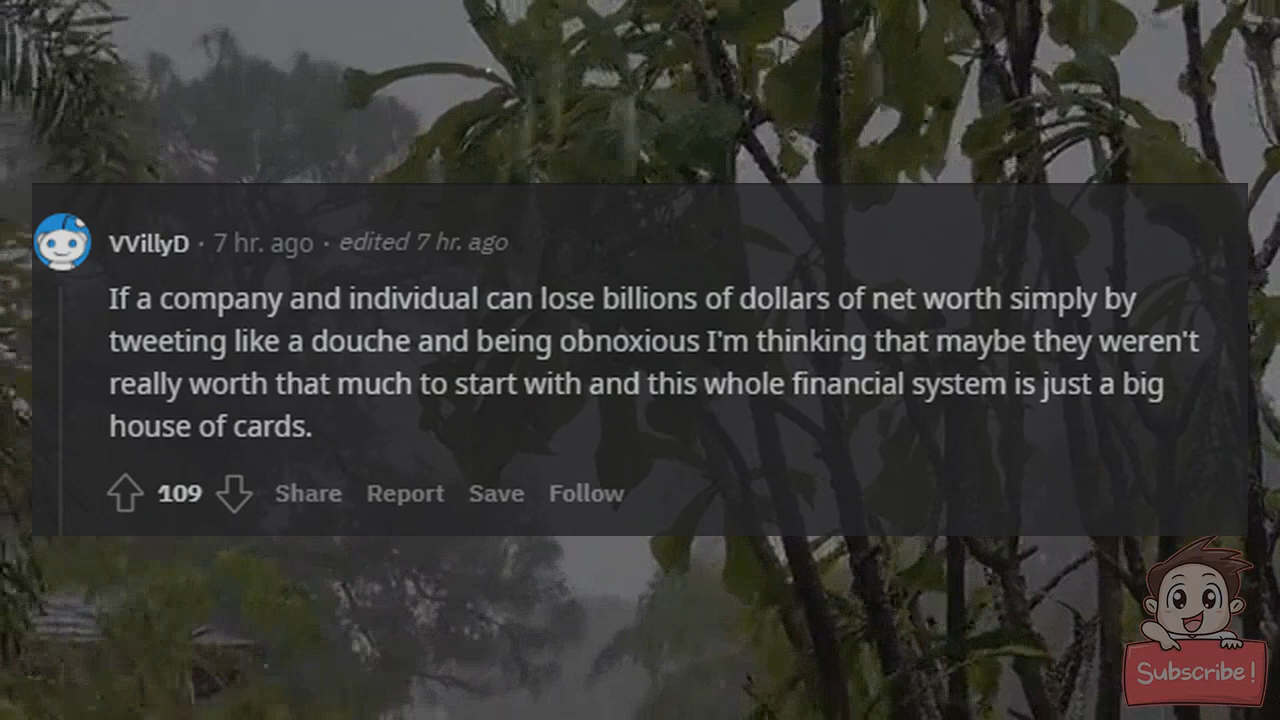 VVillyD · 7 hr. ago · edited 7 hr. ago
If a company and individual can lose billions of dollars of net worth simply by
tweeting like a douche and being obnoxious I'm thinking that maybe they weren't
really worth that much to start with and this whole financial system is just a big
house of cards.
109 Share Report Save Follow
Subscribe!